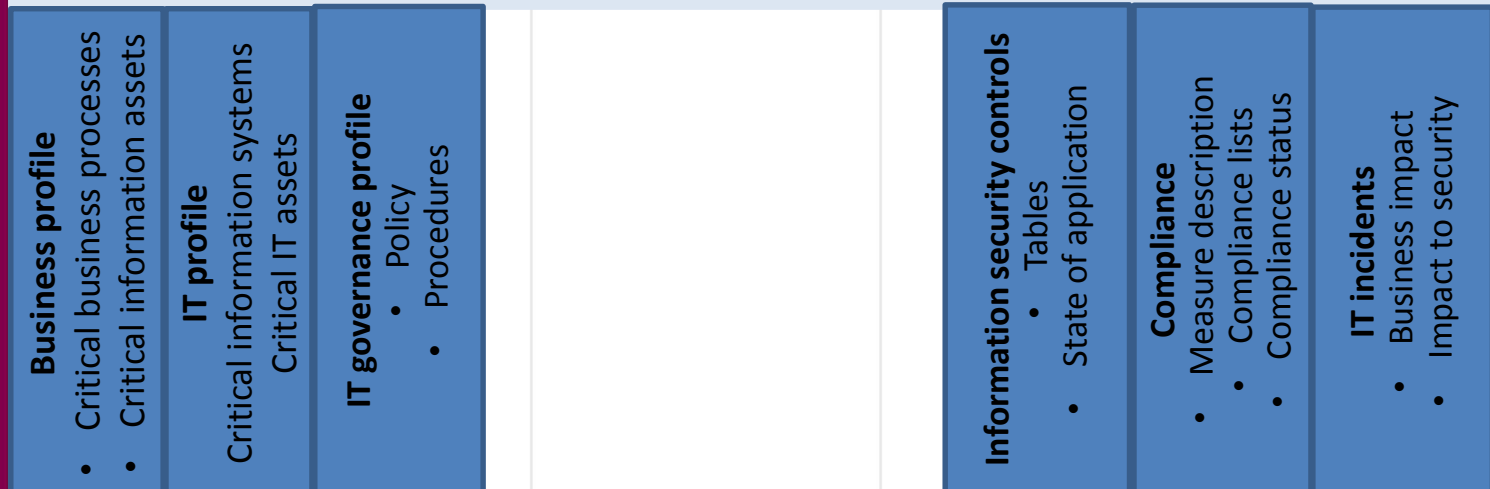 Business profile
• Critical business processes
• Critical information assets
IT profile
Critical information systems
Critical IT assets
IT governance profile
• Policy
• Procedures
Information security controls
• Tables
• State of application
Compliance
• Measure description
• Compliance lists
• Compliance status
IT incidents
• Business impact
• Impact to security